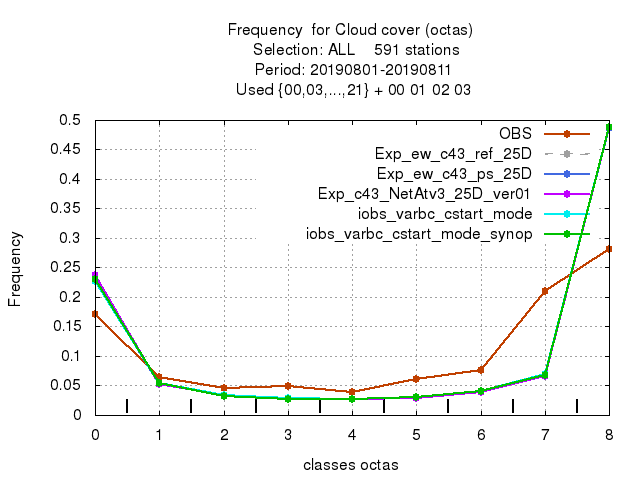 Frequency  for Cloud cover (octas)
Selection: ALL    591 stations
Period: 20190801-20190811
Used {00,03,...,21} + 00 01 02 03
OBS
Exp_ew_c43_ref_25D
Exp_ew_c43_ps_25D
Exp_c43_NetAtv3_25D_ver01
iobs_varbc_cstart_mode
iobs_varbc_cstart_mode_synop
0.5
0.45
0.4
0.35
0.3
0.25
0.2
0.15
0.1
0.05
0
Frequency
0 1 2 3 4 5 6 7 8
classes octas